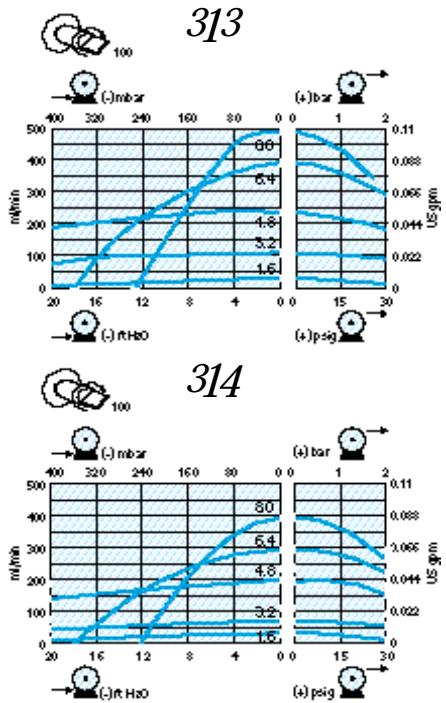 313
100
(-) mbar (+) bar
400 320 240 160 80 0 0 1 2
500 0.11
400 0.088
300 0.066
200 0.044
100 0.022
0 0
ml/min US gpm
8.0
6.4
4.8
3.2
1.6
20 16 12 8 4 0 0 15 30
(-) ft H2O (+) psig
314
100
(-) mbar (+) bar
400 320 240 160 80 0 0 1 2
500 0.11
400 0.088
300 0.066
200 0.044
100 0.022
0 0
ml/min US gpm
8.0
6.4
4.8
3.2
1.6
20 16 12 8 4 0 0 15 30
(-) ft H2O (+) psig